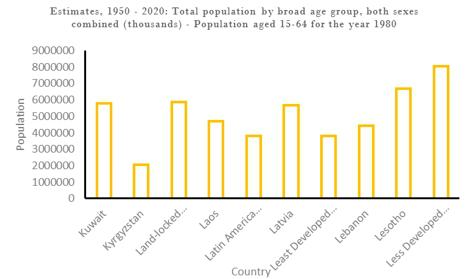 Estimates, 1950 - 2020: Total population by broad age group, both sexes
combined (thousands) - Population aged 15-64 for the year 1980
9000000
8000000
7000000
6000000
5000000
4000000
3000000
2000000
1000000
0
Population
Kuwait
Kyrgyzstan
Land-locked...
Laos
Latin America...
Latvia
Least Developed...
Lebanon
Lesotho
Less Developed...
Country